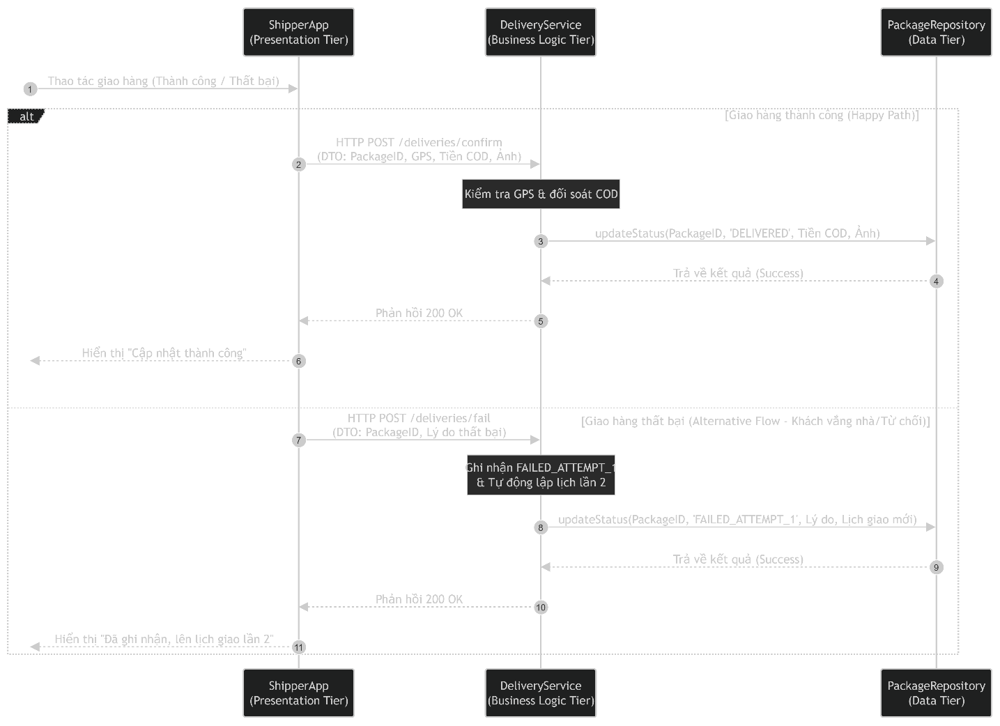 ShipperApp
(Presentation Tier)
DeliveryService
(Business Logic Tier)
PackageRepository
(Data Tier)
Thao tác giao hàng (Thành công / Thất bại)
1
alt
[Giao hàng thành công (Happy Path)]
HTTP POST /deliveries/confirm
(DTO: PackageID, GPS, Tiền COD, Ảnh)
2
Kiểm tra GPS & đối soát COD
updateStatus(PackageID, 'DELIVERED', Tiền COD, Ảnh)
3
Trả về kết quả (Success)
4
Phản hồi 200 OK
5
Hiển thị "Cập nhật thành công"
6
HTTP POST /deliveries/fail
(DTO: PackageID, Lý do thất bại)
[Giao hàng thất bại (Alternative Flow - Khách vắng nhà/Từ chối)]
7
Ghi nhận FAILED_ATTEMPT_1
& Tự động lập lịch lần 2
updateStatus(PackageID, 'FAILED_ATTEMPT_1', Lý do, Lịch giao mới)
8
Trả về kết quả (Success)
9
Phản hồi 200 OK
10
Hiển thị "Đã ghi nhận, lên lịch giao lần 2"
11
ShipperApp
(Presentation Tier)
DeliveryService
(Business Logic Tier)
PackageRepository
(Data Tier)